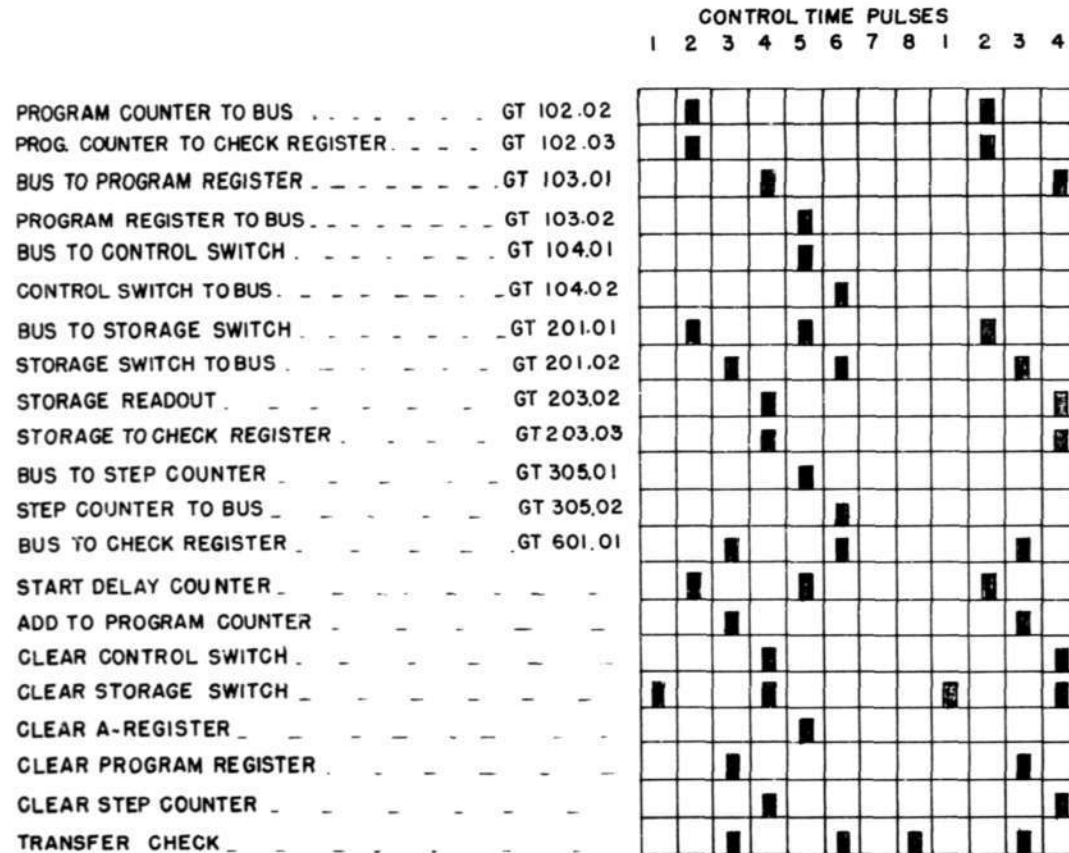 CONTROL TIME PULSES
1 2 3 4 5 6 7 8 1 2 3 4
PROGRAM COUNTER TO BUS GT 102.02
PROG. COUNTER TO CHECK REGISTER GT 102.03
BUS TO PROGRAM REGISTER GT 103.01
PROGRAM REGISTER TO BUS GT 103.02
BUS TO CONTROL SWITCH GT 104.01
CONTROL SWITCH TO BUS GT 104.02
BUS TO STORAGE SWITCH GT 201.01
STORAGE SWITCH TO BUS GT 201.02
STORAGE READOUT GT 203.02
STORAGE TO CHECK REGISTER GT 203.03
BUS TO STEP COUNTER GT 305.01
STEP COUNTER TO BUS GT 305.02
BUS TO CHECK REGISTER GT 601.01
START DELAY COUNTER
ADD TO PROGRAM COUNTER
CLEAR CONTROL SWITCH
CLEAR STORAGE SWITCH
CLEAR A-REGISTER
CLEAR PROGRAM REGISTER
CLEAR STEP COUNTER
TRANSFER CHECK